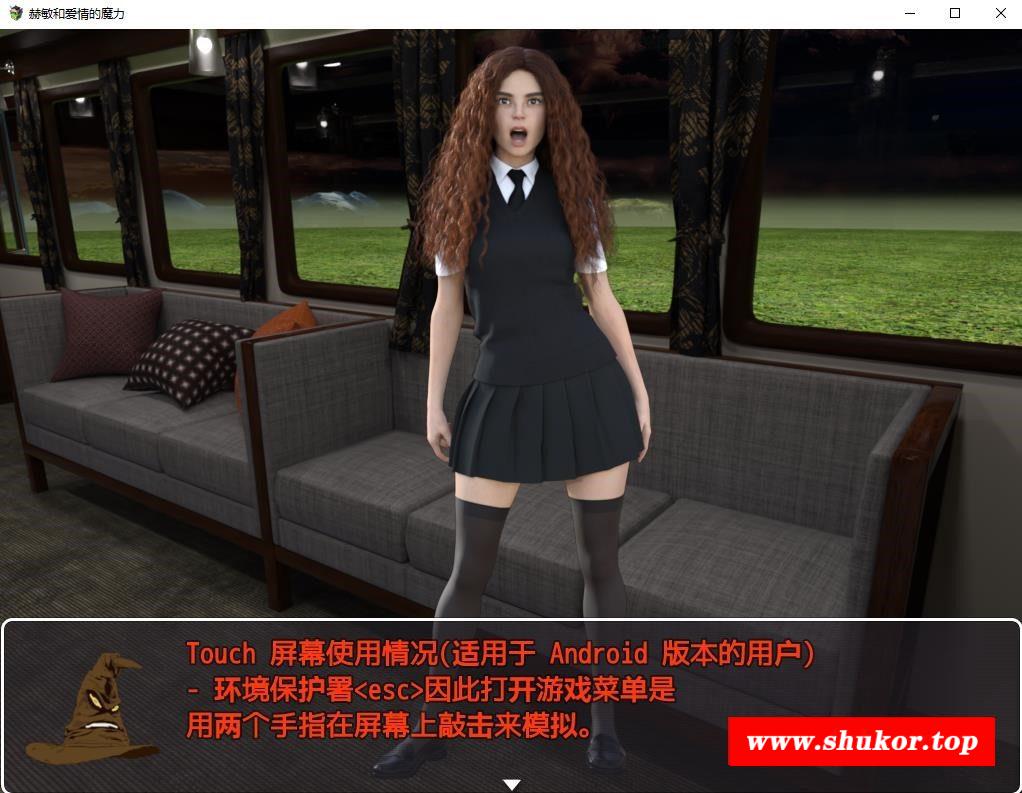 赫敏和爱情的魔力
Touch 屏幕使用情况(适用于 Android 版本的用户)
- 环境保护署<esc>因此打开游戏菜单是
用两个手指在屏幕上敲击来模拟。
www.shukor.top